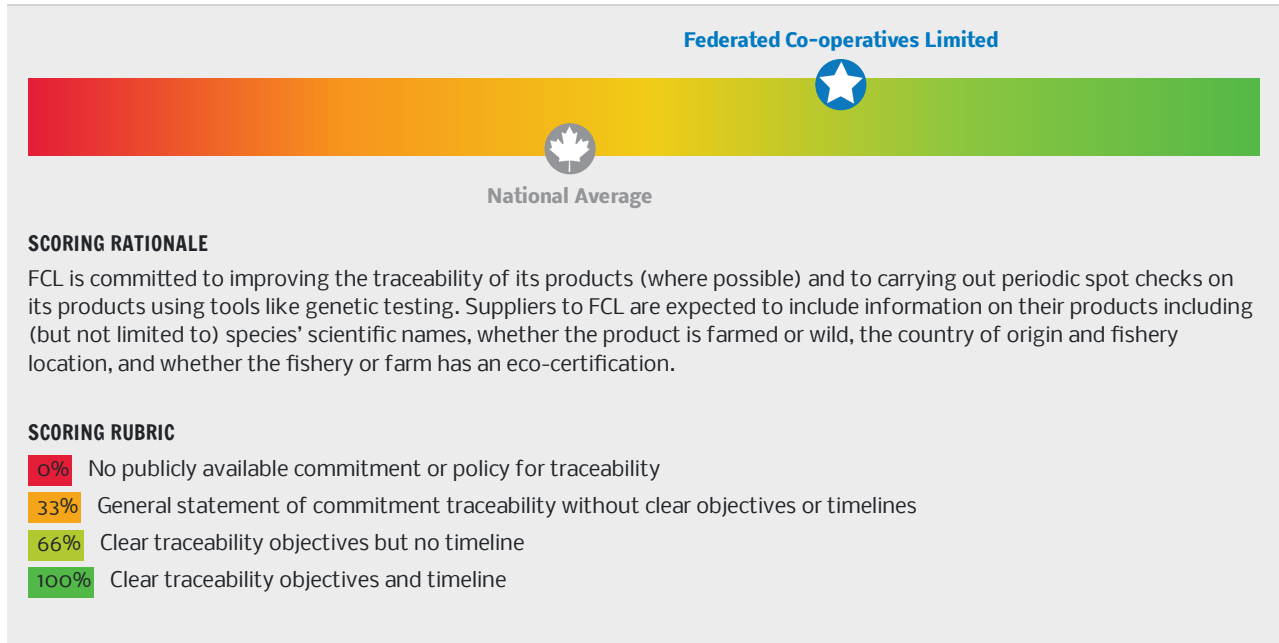 Federated Co-operatives Limited
National Average
SCORING RATIONALE
FCL is committed to improving the traceability of its products (where possible) and to carrying out periodic spot checks on
its products using tools like genetic testing. Suppliers to FCL are expected to include information on their products including
(but not limited to) species’ scientific names, whether the product is farmed or wild, the country of origin and fishery
location, and whether the fishery or farm has an eco-certification.
SCORING RUBRIC
0% No publicly available commitment or policy for traceability
33% General statement of commitment traceability without clear objectives or timelines
66% Clear traceability objectives but no timeline
100% Clear traceability objectives and timeline